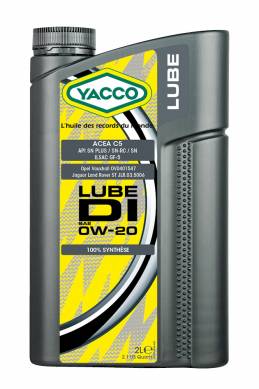 YACCO
L'huile des records du monde
ACEA C5
API SN PLUS / SN-RC / SN
ILSAC GF-5
Opel Vauxhall OV0401547
Jaguar Land Rover ST JLR.03.5006
LUBE
DI
SAE
0W-20
100% SYNTHÈSE
2L℮
LUBE